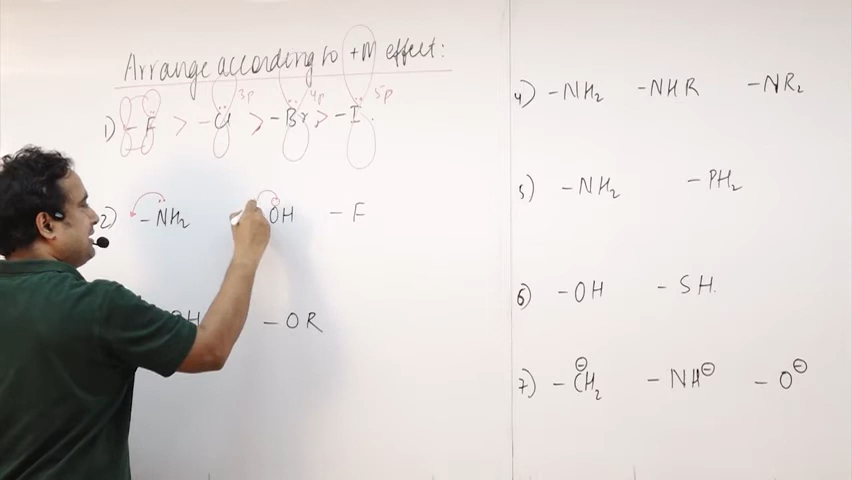 Arrange according to +M effect:
1) -F > -Cl > -Br > -I.
3p 4p 5p
2) -NH₂ -OH -F
OH -OR
4) -NH₂ -NHR -NR₂
5) -NH₂ -PH₂
6) -OH -SH.
7) -CH₂⊖ -NH⊖ -O⊖